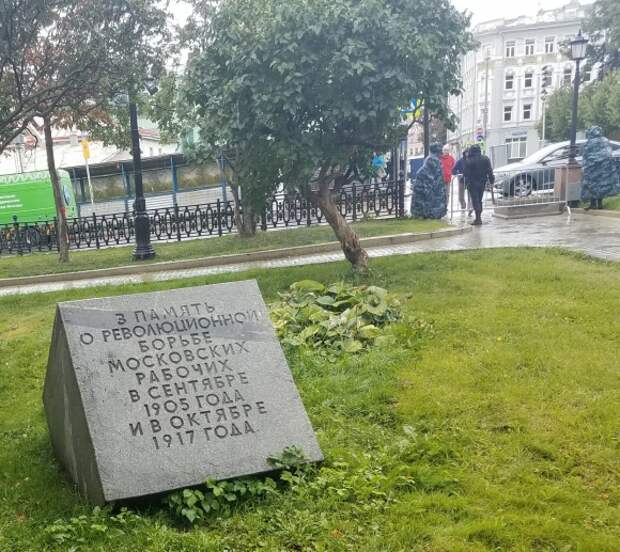 З ПАМЯТЬ
О РЕВОЛЮЦИОННОЙ
БОРЬБЕ
МОСКОВСКИХ
РАБОЧИХ
В СЕНТЯБРЕ
1905 ГОДА
И В ОКТЯБРЕ
1917 ГОДА